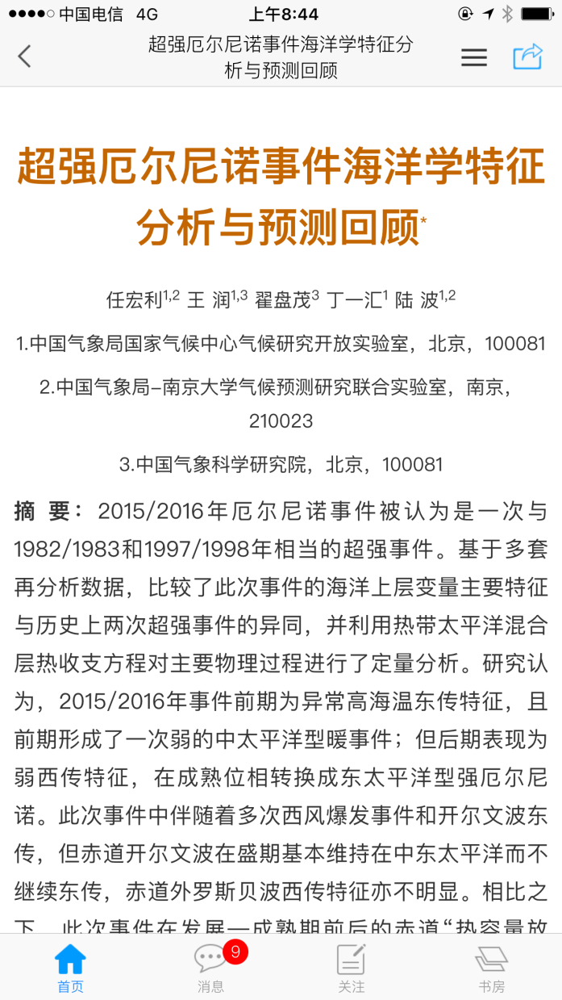 中国电信 4G 上午8:44
超强厄尔尼诺事件海洋学特征分
析与预测回顾
超强厄尔尼诺事件海洋学特征
分析与预测回顾*
任宏利1,2 王 润1,3 翟盘茂3 丁一汇1 陆 波1,2
1.中国气象局国家气候中心气候研究开放实验室，北京，100081
2.中国气象局-南京大学气候预测研究联合实验室，南京，
210023
3.中国气象科学研究院，北京，100081
摘 要：2015/2016年厄尔尼诺事件被认为是一次与
1982/1983和1997/1998年相当的超强事件。基于多套
再分析数据，比较了此次事件的海洋上层变量主要特征
与历史上两次超强事件的异同，并利用热带太平洋混合
层热收支方程对主要物理过程进行了定量分析。研究认
为，2015/2016年事件前期为异常高海温东传特征，且
前期形成了一次弱的中太平洋型暖事件；但后期表现为
弱西传特征，在成熟位相转换成东太平洋型强厄尔尼
诺。此次事件中伴随着多次西风爆发事件和开尔文波东
传，但赤道开尔文波在盛期基本维持在中东太平洋而不
继续东传，赤道外罗斯贝波西传特征亦不明显。相比之
下，此次事件在发展—成熟期前后的赤道“热容量放
9
首页 消息 关注 书房